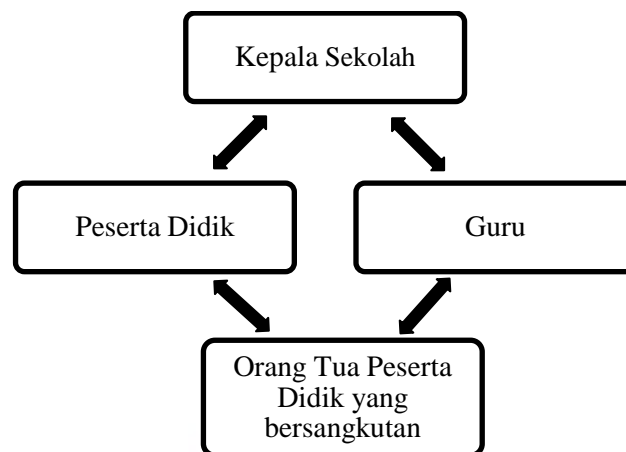 Kepala Sekolah
Peserta Didik
Guru
Orang Tua Peserta
Didik yang
bersangkutan